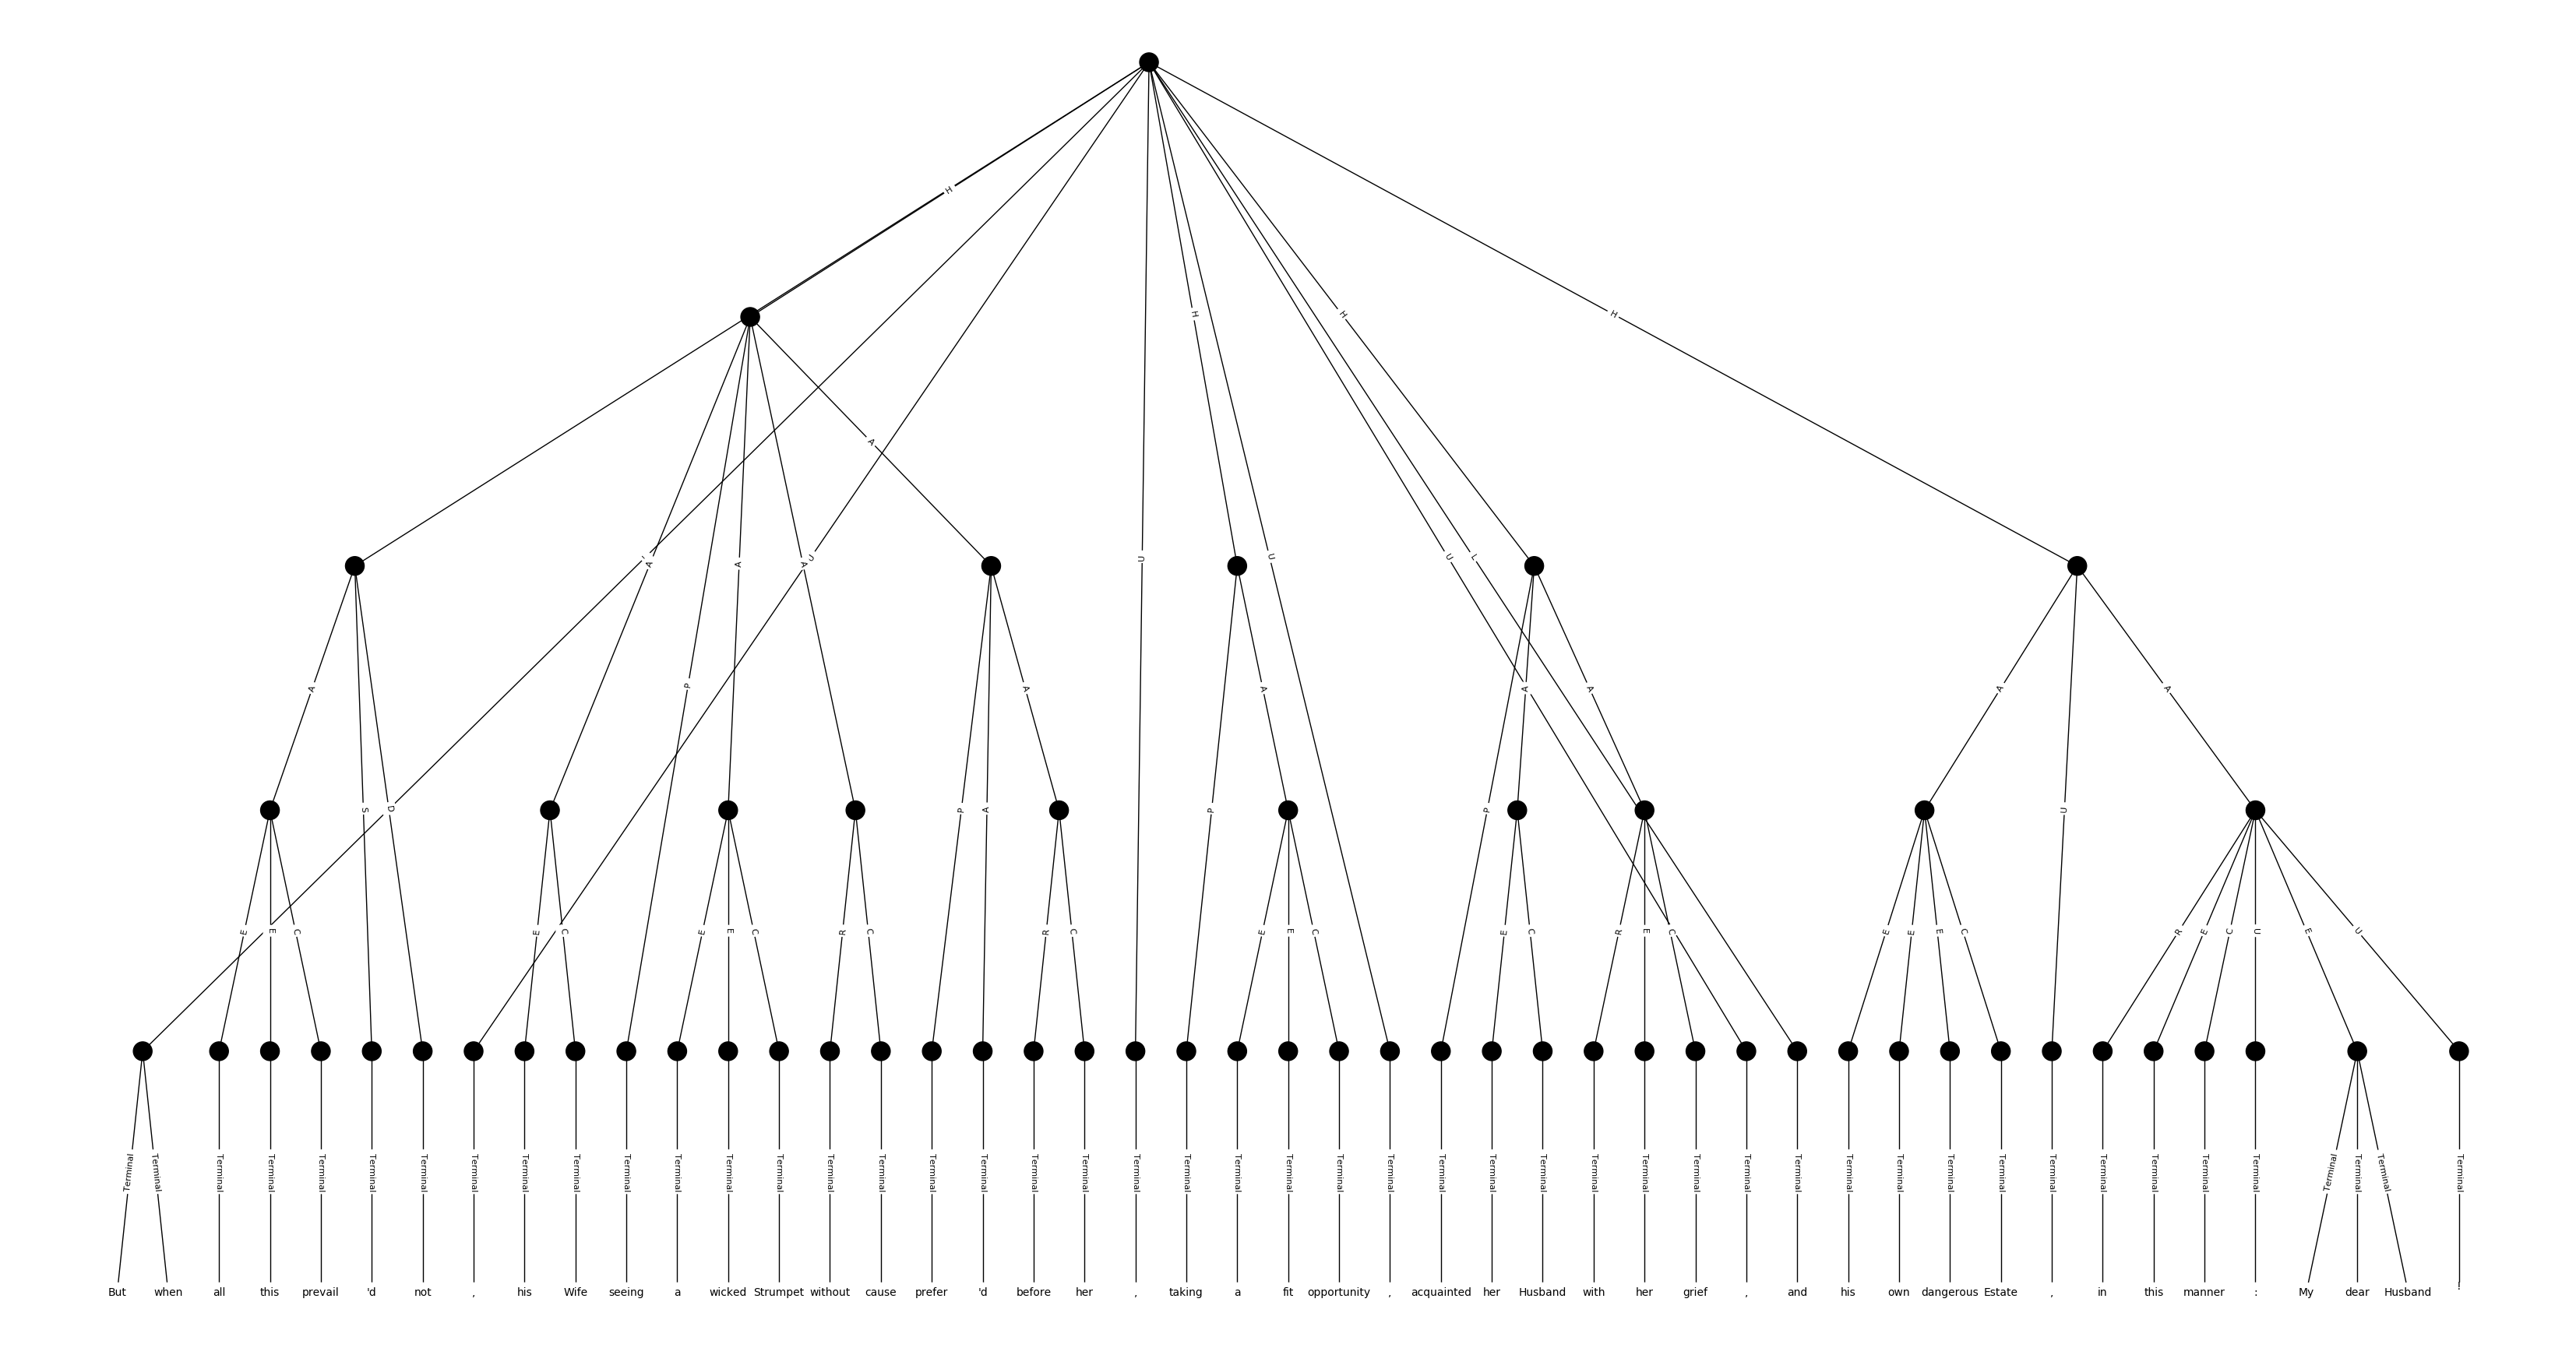 H
H H H
A
L A A A U U U U L
A A A A A A
P
S D P A P P U
E E C E C E E C R C R C E E C E C R E C E E E C R E C U E U
Terminal Terminal Terminal Terminal Terminal Terminal Terminal Terminal Terminal Terminal Terminal Terminal Terminal Terminal Terminal Terminal Terminal Terminal Terminal Terminal Terminal Terminal Terminal Terminal Terminal Terminal Terminal Terminal Terminal Terminal Terminal Terminal Terminal Terminal Terminal Terminal Terminal Terminal Terminal Terminal Terminal Terminal Terminal Terminal Terminal Terminal Terminal
But when all this prevail 'd not , his Wife seeing a wicked Strumpet without cause prefer 'd before her , taking a fit opportunity , acquainted her Husband with her grief , and his own dangerous Estate , in this manner : My dear Husband !